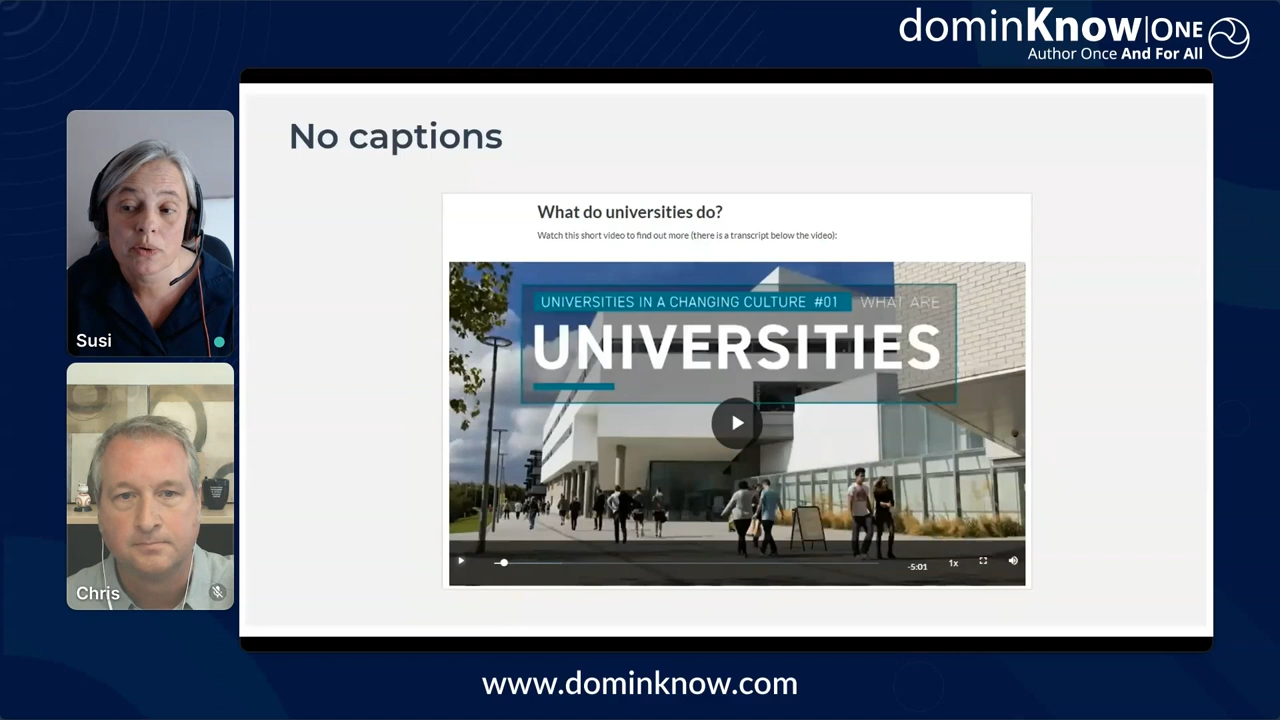 dominKnow|ONE
Author Once And For All
No captions
What do universities do?
Watch this short video to find out more (there is a transcript below the video):
UNIVERSITIES IN A CHANGING CULTURE #01 WHAT ARE
UNIVERSITIES
-5:01 1x
Susi
Chris
www.dominknow.com